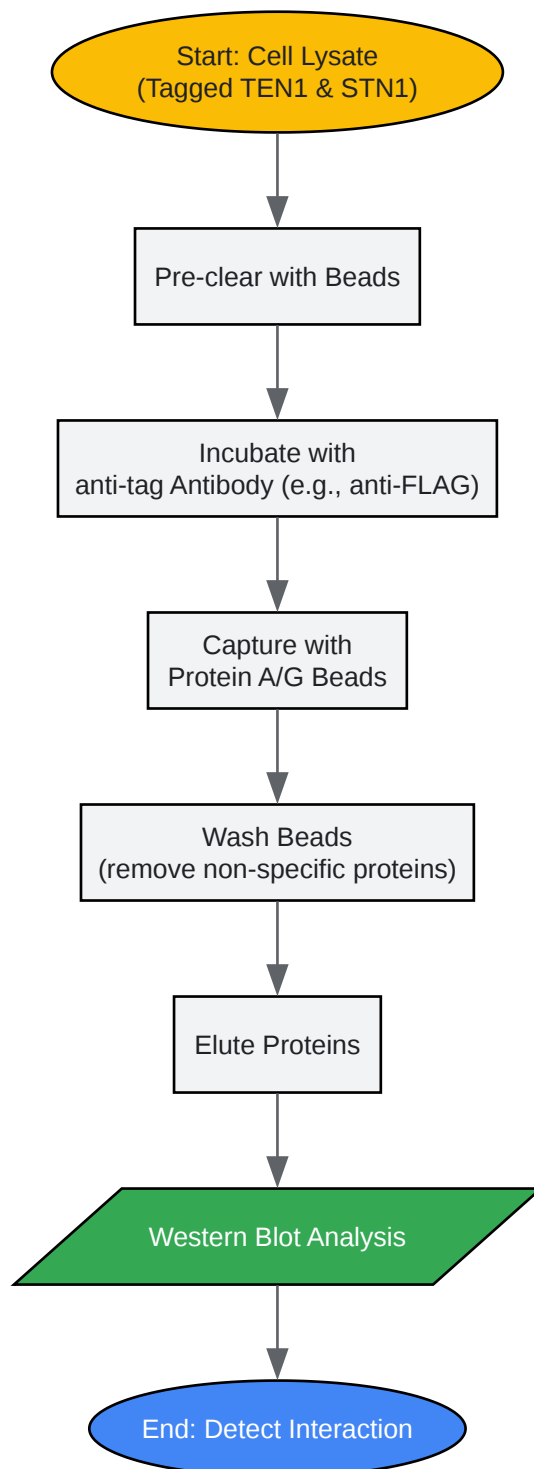 Start: Cell Lysate
(Tagged TEN1 & STN1)
Pre-clear with Beads
Incubate with
anti-tag Antibody (e.g., anti-FLAG)
Capture with
Protein A/G Beads
Wash Beads
(remove non-specific proteins)
Elute Proteins
Western Blot Analysis
End: Detect Interaction